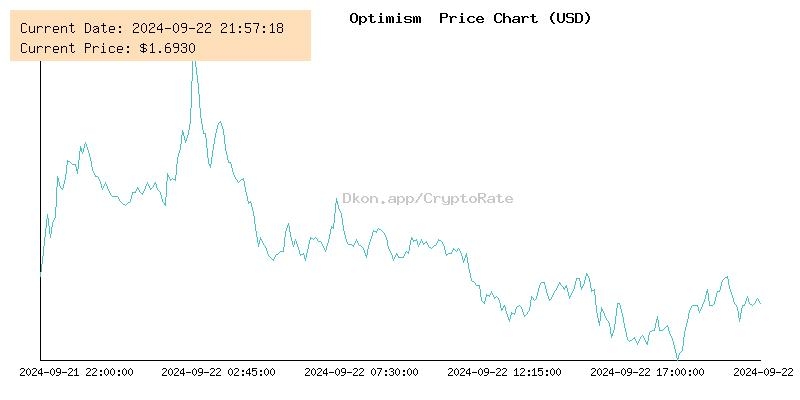 Optimism  Price Chart (USD)
Current Date: 2024-09-22 21:57:18
Current Price: $1.6930
Dkon.app/CryptoRate
2024-09-21 22:00:00 2024-09-22 02:45:00 2024-09-22 07:30:00 2024-09-22 12:15:00 2024-09-22 17:00:00 2024-09-22